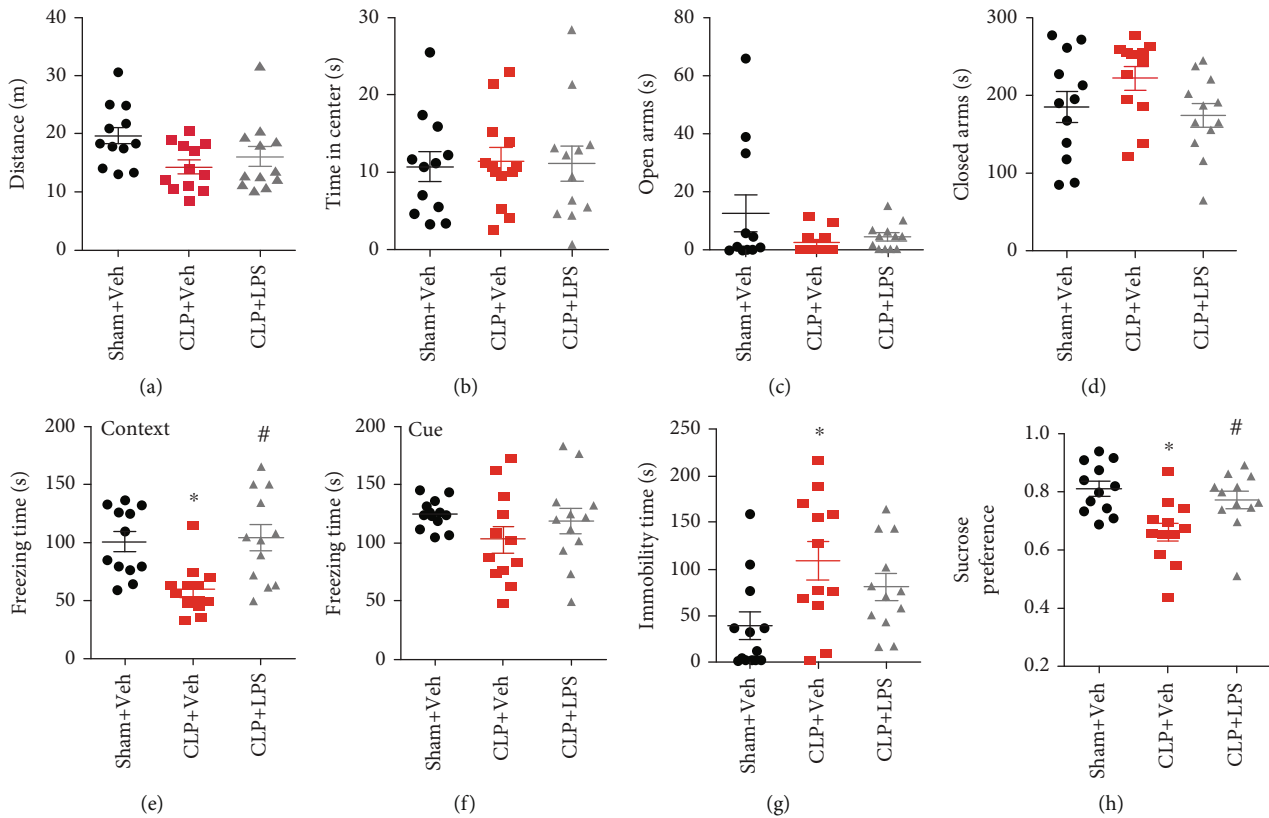 Distance (m)
40
30
20
10
0
Sham+Veh
CLP+Veh
CLP+LPS
(a)
Time in center (s)
30
20
10
0
Sham+Veh
CLP+Veh
CLP+LPS
(b)
Open arms (s)
80
60
40
20
0
Sham+Veh
CLP+Veh
CLP+LPS
(c)
Closed arms (s)
300
200
100
0
Sham+Veh
CLP+Veh
CLP+LPS
(d)
Freezing time (s)
200
150
100
50
0
Context
*
#
Sham+Veh
CLP+Veh
CLP+LPS
(e)
Freezing time (s)
200
150
100
50
0
Cue
Sham+Veh
CLP+Veh
CLP+LPS
(f)
Immobility time (s)
250
200
150
100
50
0
*
Sham+Veh
CLP+Veh
CLP+LPS
(g)
Sucrose
preference
1.0
0.8
0.6
0.4
0.2
*
#
Sham+Veh
CLP+Veh
CLP+LPS
(h)